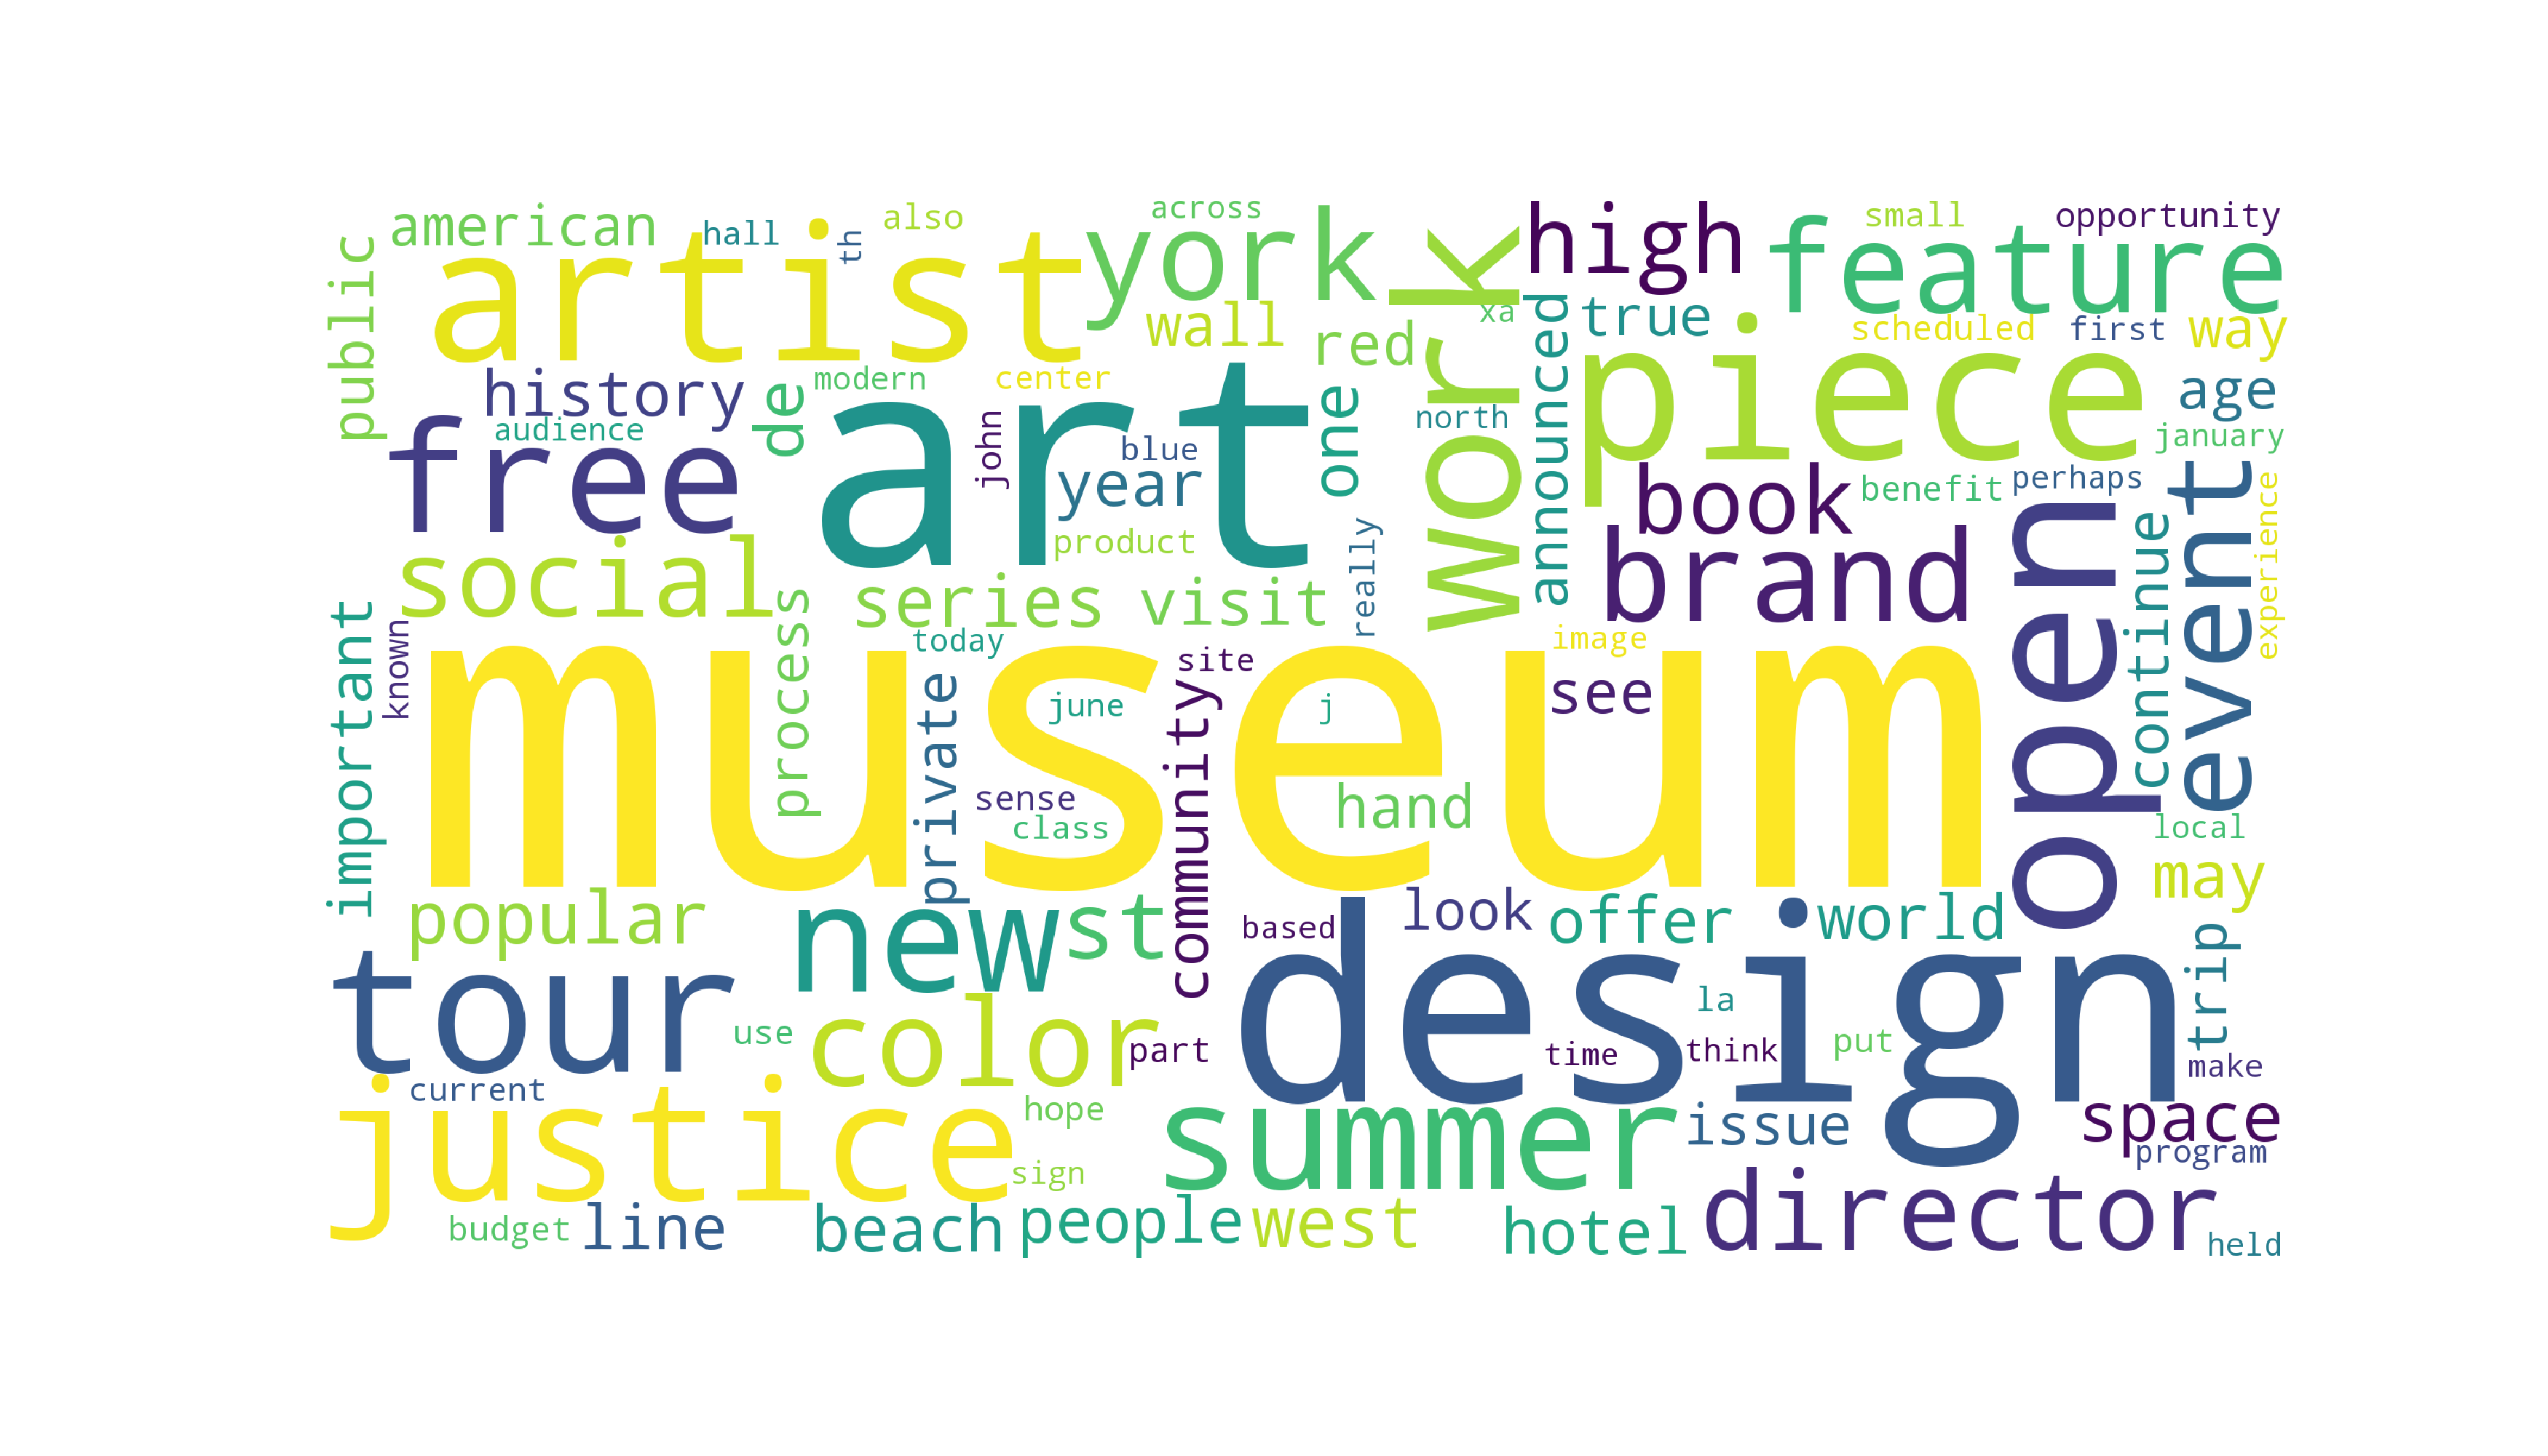 american
hall
th
also
across
york
high
small
opportunity
public
artist
work
feature
wall
red
xa
true
announced
scheduled
first
way
history
de
modern
center
art
one
north
piece
age
audience
john
blue
january
free
year
book
benefit
perhaps
event
experience
product
really
brand
open
continue
social
process
series
visit
important
known
today
site
image
museum
private
june
community
j
see
sense
class
hand
local
popular
new
st
based
look
offer
world
may
tour
design
trip
use
color
part
la
time
think
put
make
current
justice
hope
summer
issue
space
sign
program
budget
line
beach
people
west
hotel
director
held